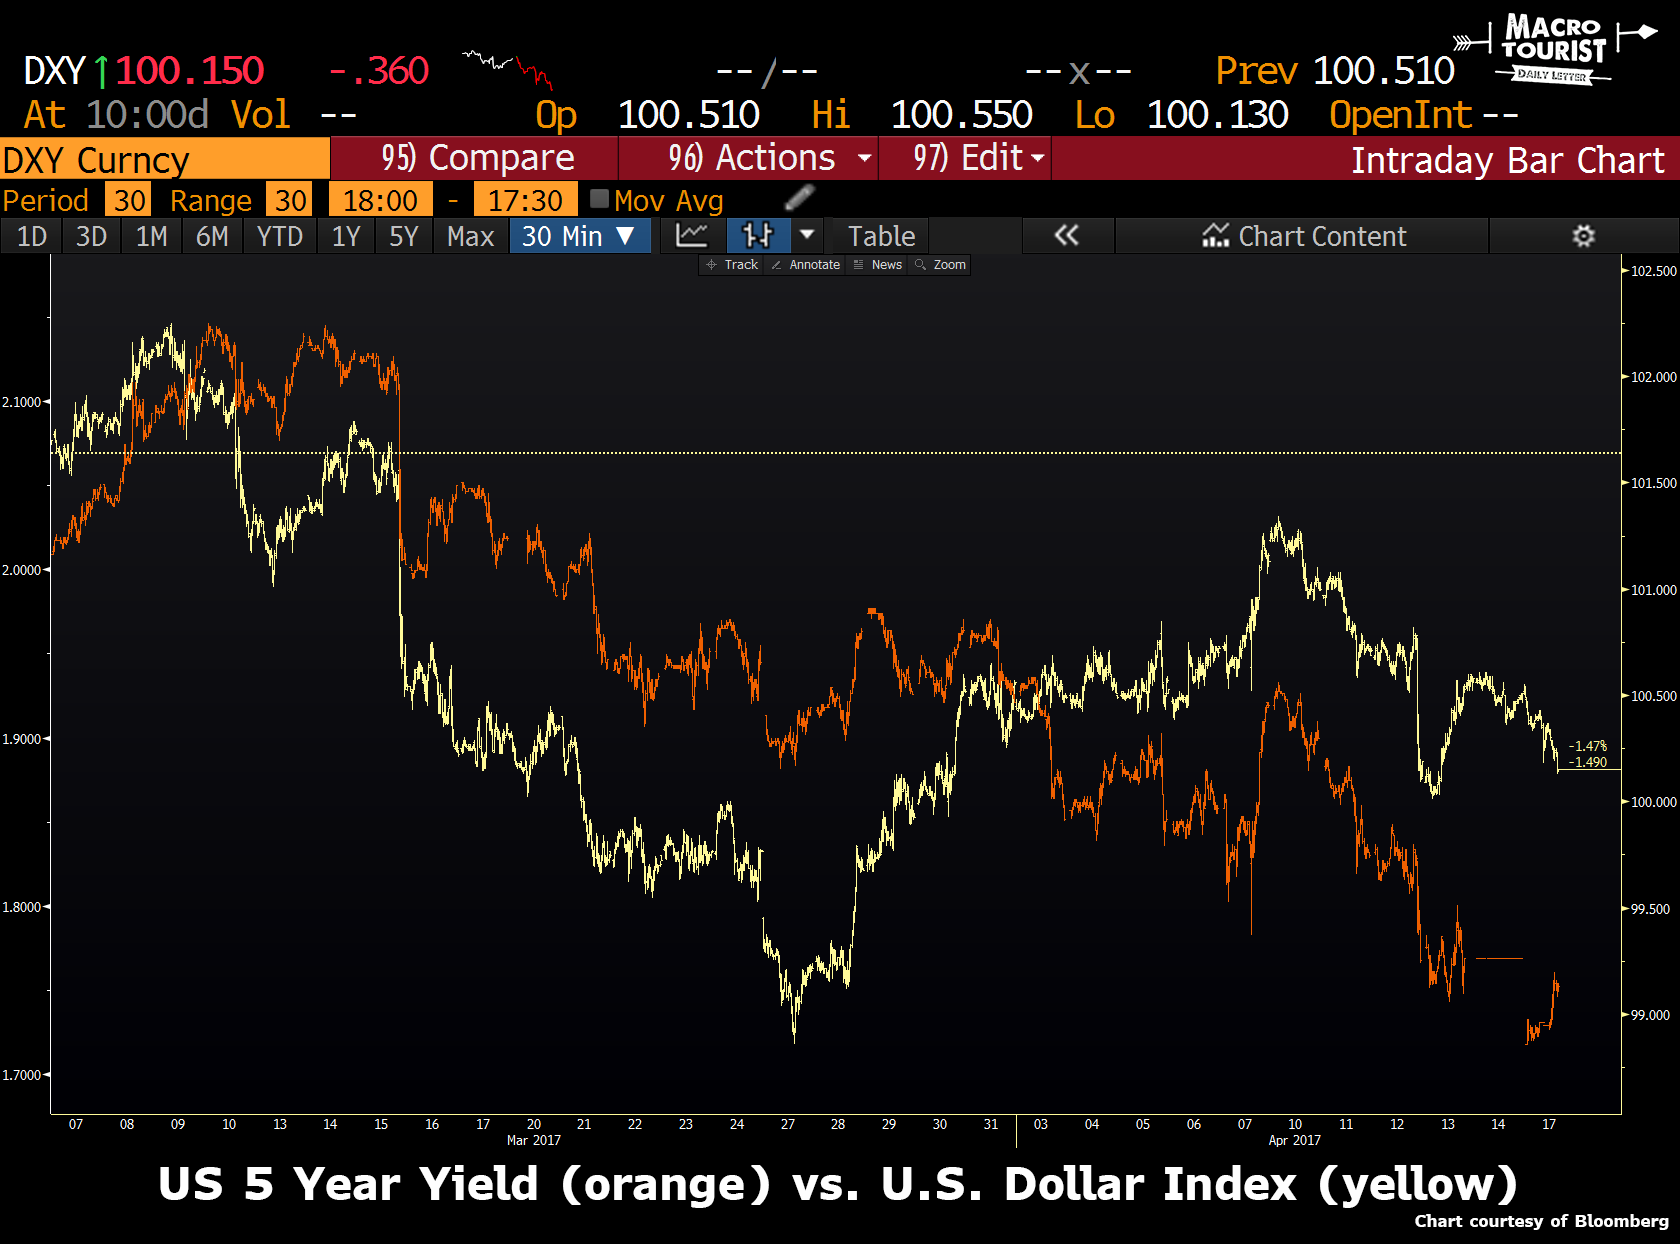 MACRO
TOURIST
DAILY LETTER
DXY ↑100.150 -.360 --/-- --x-- Prev 100.510
At 10:00d Vol -- Op 100.510 Hi 100.550 Lo 100.130 OpenInt --
DXY Curncy 95) Compare 96) Actions 97) Edit Intraday Bar Chart
Period 30 Range 30 18:00 - 17:30 Mov Avg
1D 3D 1M 6M YTD 1Y 5Y Max 30 Min ▼ Table « Chart Content
Track Annotate News Zoom
102.500
102.000
2.1000
101.500
2.0000
101.000
100.500
1.9000
-1.47%
-1.490
100.000
1.8000
99.500
99.000
1.7000
07 08 09 10 13 14 15 16 17 20 21 22 23 24 27 28 29 30 31 03 04 05 06 07 10 11 12 13 14 17
Mar 2017 Apr 2017
US 5 Year Yield (orange) vs. U.S. Dollar Index (yellow)
Chart courtesy of Bloomberg